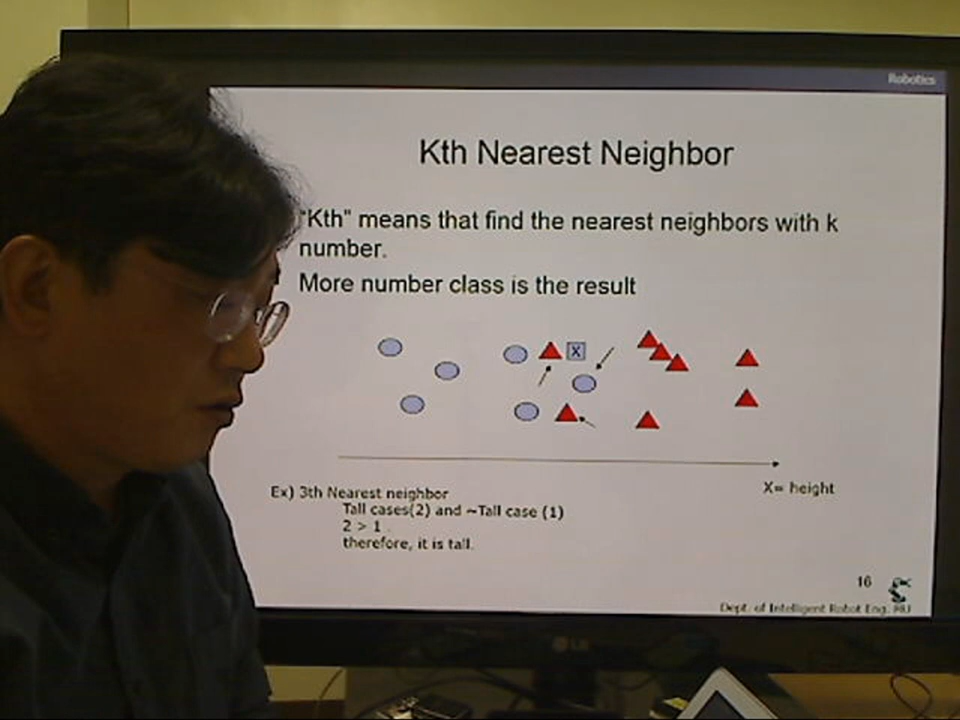 Robotics
Kth Nearest Neighbor
"Kth" means that find the nearest neighbors with k
number.
More number class is the result
X
X= height
Ex) 3th Nearest neighbor
Tall cases(2) and ~Tall case (1)
2 > 1
therefore, it is tall.
16
Dept. of Intelligent Robot Eng. MU
LG